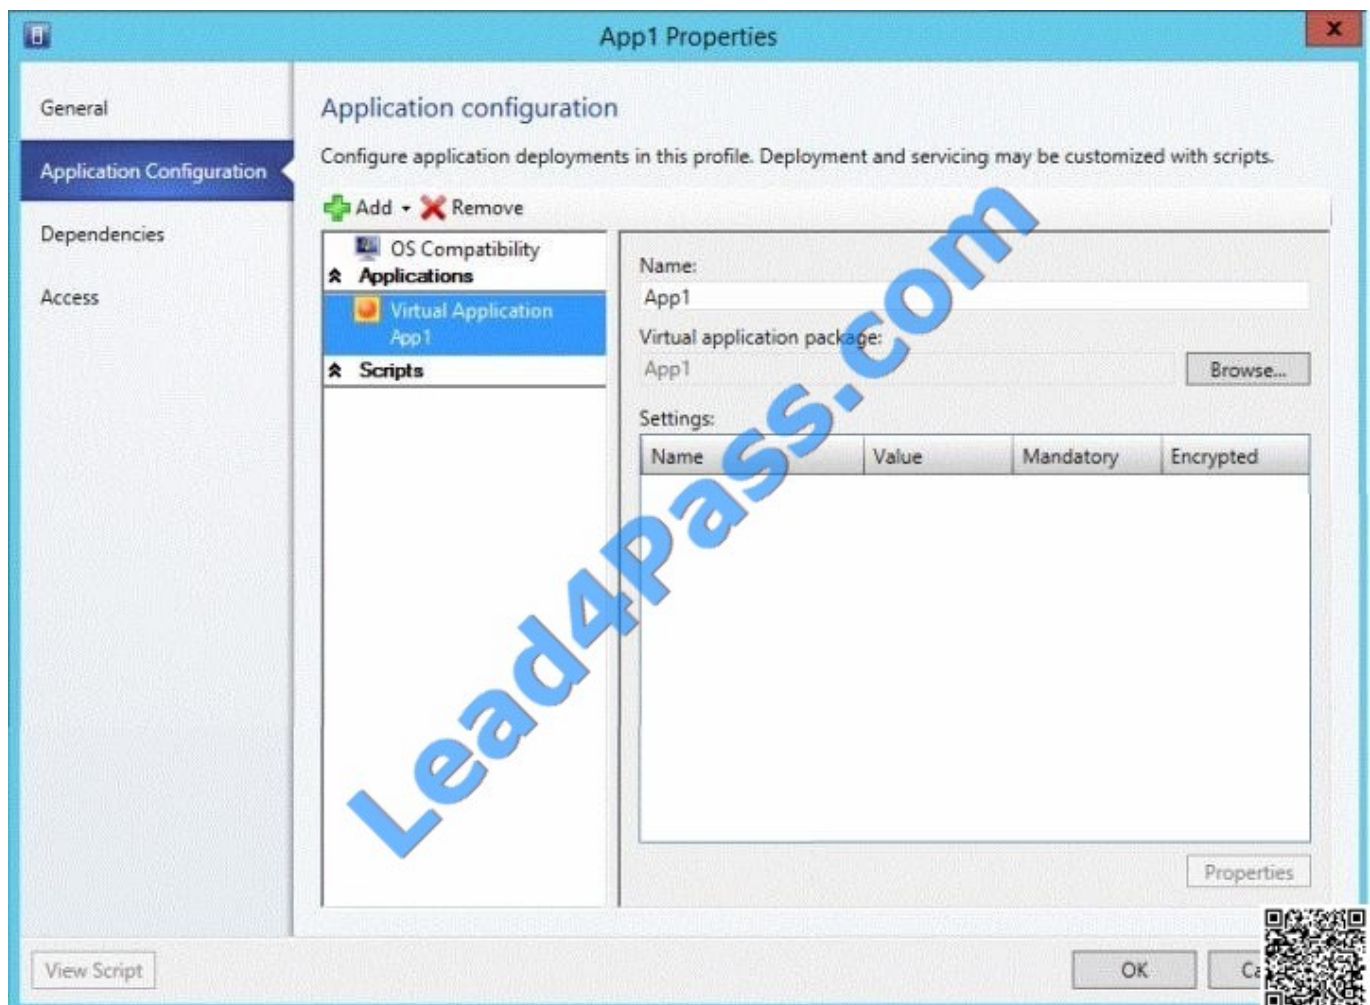 App1 Properties
x
General
Application Configuration
Dependencies
Access
Application configuration
Configure application deployments in this profile. Deployment and servicing may be customized with scripts.
Add
Remove
OS Compatibility
Applications
Virtual Application
App1
Scripts
Name:
App1
Virtual application package:
App1
Browse...
Settings:
Name Value Mandatory Encrypted
Properties
View Script
OK
Lead4Pass.com